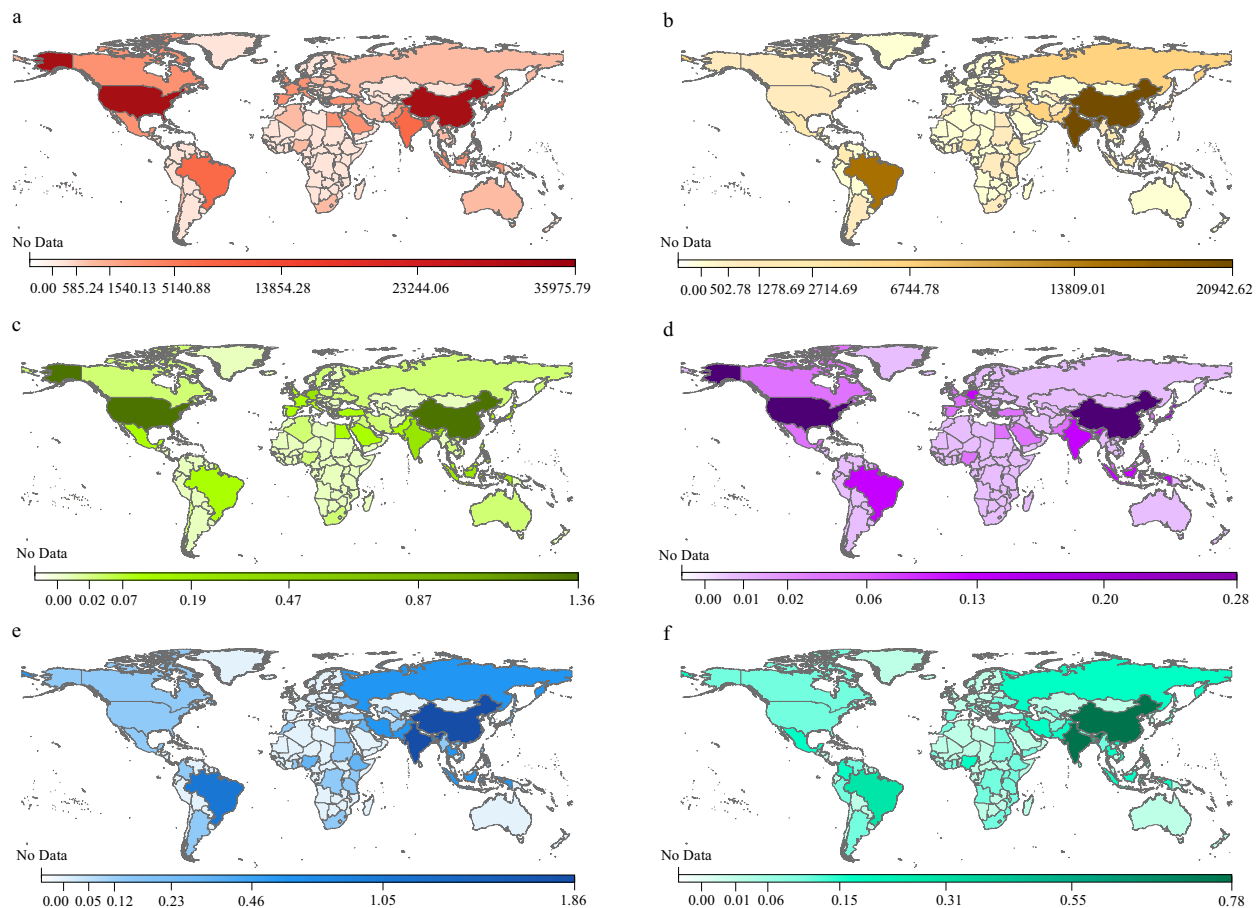 a
b
No Data
0.00 585.24 1540.13 5140.88 13854.28 23244.06 35975.79
No Data
0.00 502.78 1278.69 2714.69 6744.78 13809.01 20942.62
c
d
No Data
0.00 0.02 0.07 0.19 0.47 0.87 1.36
No Data
0.00 0.01 0.02 0.06 0.13 0.20 0.28
e
f
No Data
0.00 0.05 0.12 0.23 0.46 1.05 1.86
No Data
0.00 0.01 0.06 0.15 0.31 0.55 0.78